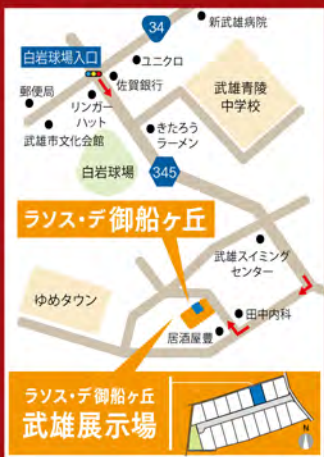 34
新武雄病院
白岩球場入口
ユニクロ
郵便局
佐賀銀行
リンガー
ハット
武雄青陵
中学校
武雄市文化会館
きたろう
ラーメン
白岩球場
345
ラソス・デ御船ヶ丘
武雄スイミング
センター
ゆめタウン
田中内科
居酒屋豊
ラソス・デ御船ヶ丘
武雄展示場
N